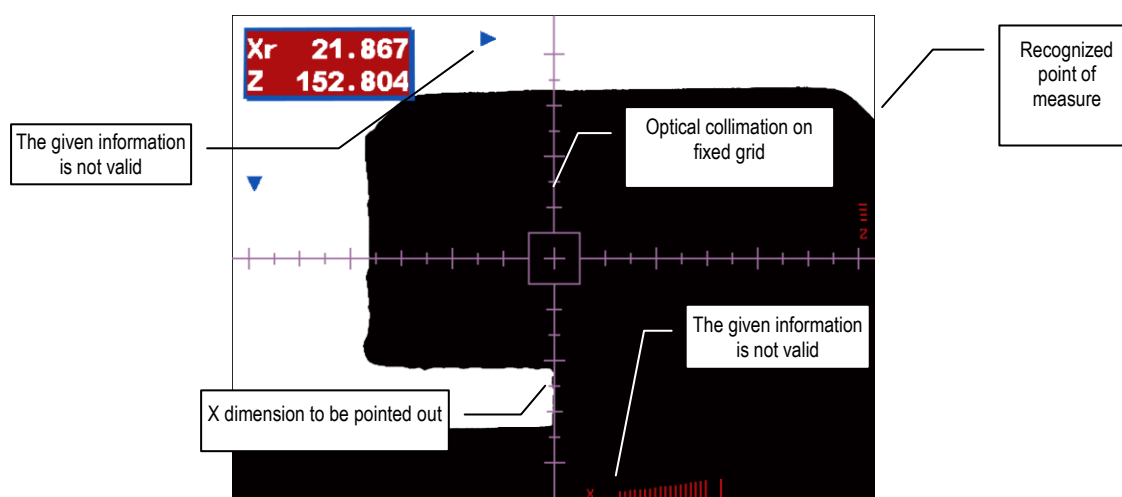 Xr 21.867
Z 152.804
Recognized
point of
measure
The given information
is not valid
Optical collimation on
fixed grid
Z
The given information
is not valid
X dimension to be pointed out
X